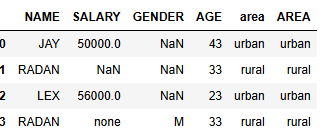 NAME SALARY GENDER AGE area AREA
0 JAY 50000.0 NaN 43 urban urban
1 RADAN NaN NaN 33 rural rural
2 LEX 56000.0 NaN 23 urban urban
3 RADAN none M 33 rural rural